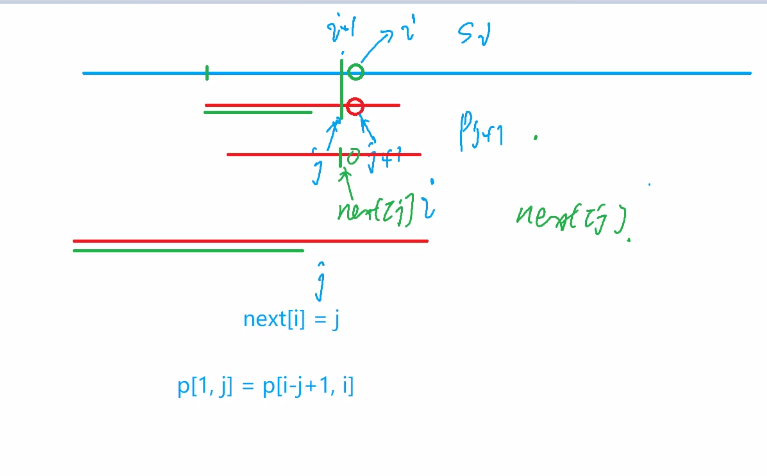 i-1
i
S[i]
P[j+1]
j
j+1
next[j]
i
next[j]
j
next[i] = j
p[1, j] = p[i-j+1, i]